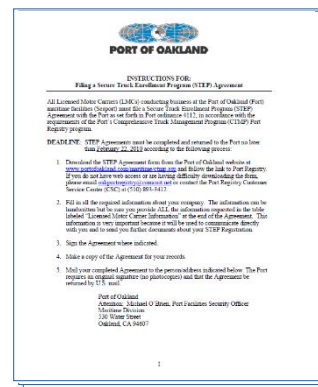 PORT OF OAKLAND
INSTRUCTIONS FOR:
Filing a Secure Truck Enrollment Program (STEP) Agreement
All Licensed Motor Carriers (LMCs) conducting business at the Port of Oakland (Port)
maritime facilities (Seaport) must file a Secure Truck Enrollment Program (STEP)
Agreement with the Port as set forth in Port ordinance 4112, in accordance with the
requirements of the Port's Comprehensive Truck Management Program (CTMP) Port
Registry program.
DEADLINE: STEP Agreements must be completed and returned to the Port no later
than February 22, 2010 according to the following process:
1. Download the STEP Agreement form from the Port of Oakland website at
www.portofoakland.com/maritime/ctmp.asp and follow the link to Port Registry.
If you do not have web access or are having difficulty downloading the form,
please email or contact the Port Registry Customer
Service Center (CSC) at (510)
2. Fill in all the required information about your company. The information can be
handwritten but be sure you provide ALL the information requested in the table
labeled "Licensed Motor Carrier Information" at the end of the Agreement. This
information is very important because it will be used to communicate directly
with you and to send you further documents about your STEP Registration.
3. Sign the Agreement where indicated.
4. Make a copy of the Agreement for your records.
5. Mail your completed Agreement to the person/address indicated below. The Port
requires an original signature (no photocopies) and that the Agreement be
returned by U.S. mail.
Port of Oakland
Attention: Michael O'Brien, Port Facilities Security Officer
Maritime Division
530 Water Street
Oakland, CA 94607
1